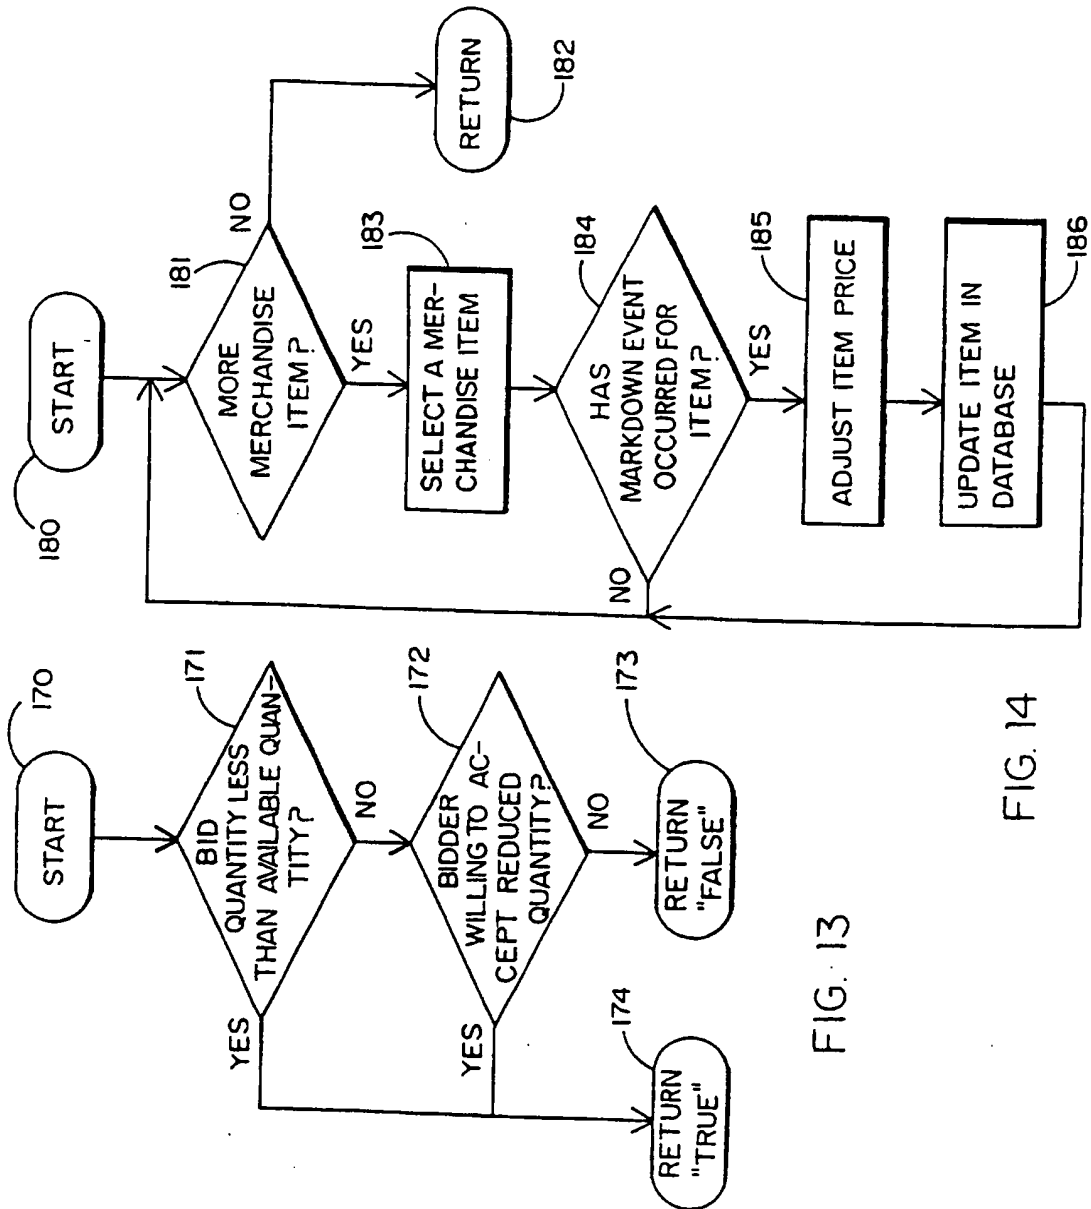 170
START
171
BID
QUANTITY LESS
THAN AVAILABLE QUAN-
TITY?
YES
NO
172
BIDDER
WILLING TO AC-
CEPT REDUCED
QUANTITY?
YES
NO
174
RETURN
"TRUE"
173
RETURN
"FALSE"
FIG. 13
180
START
181
MORE
MERCHANDISE
ITEM?
NO
YES
RETURN
182
183
SELECT A MER-
CHANDISE ITEM
184
HAS
MARKDOWN EVENT
OCCURRED FOR
ITEM?
NO
YES
185
ADJUST ITEM PRICE
186
UPDATE ITEM IN
DATABASE
FIG. 14